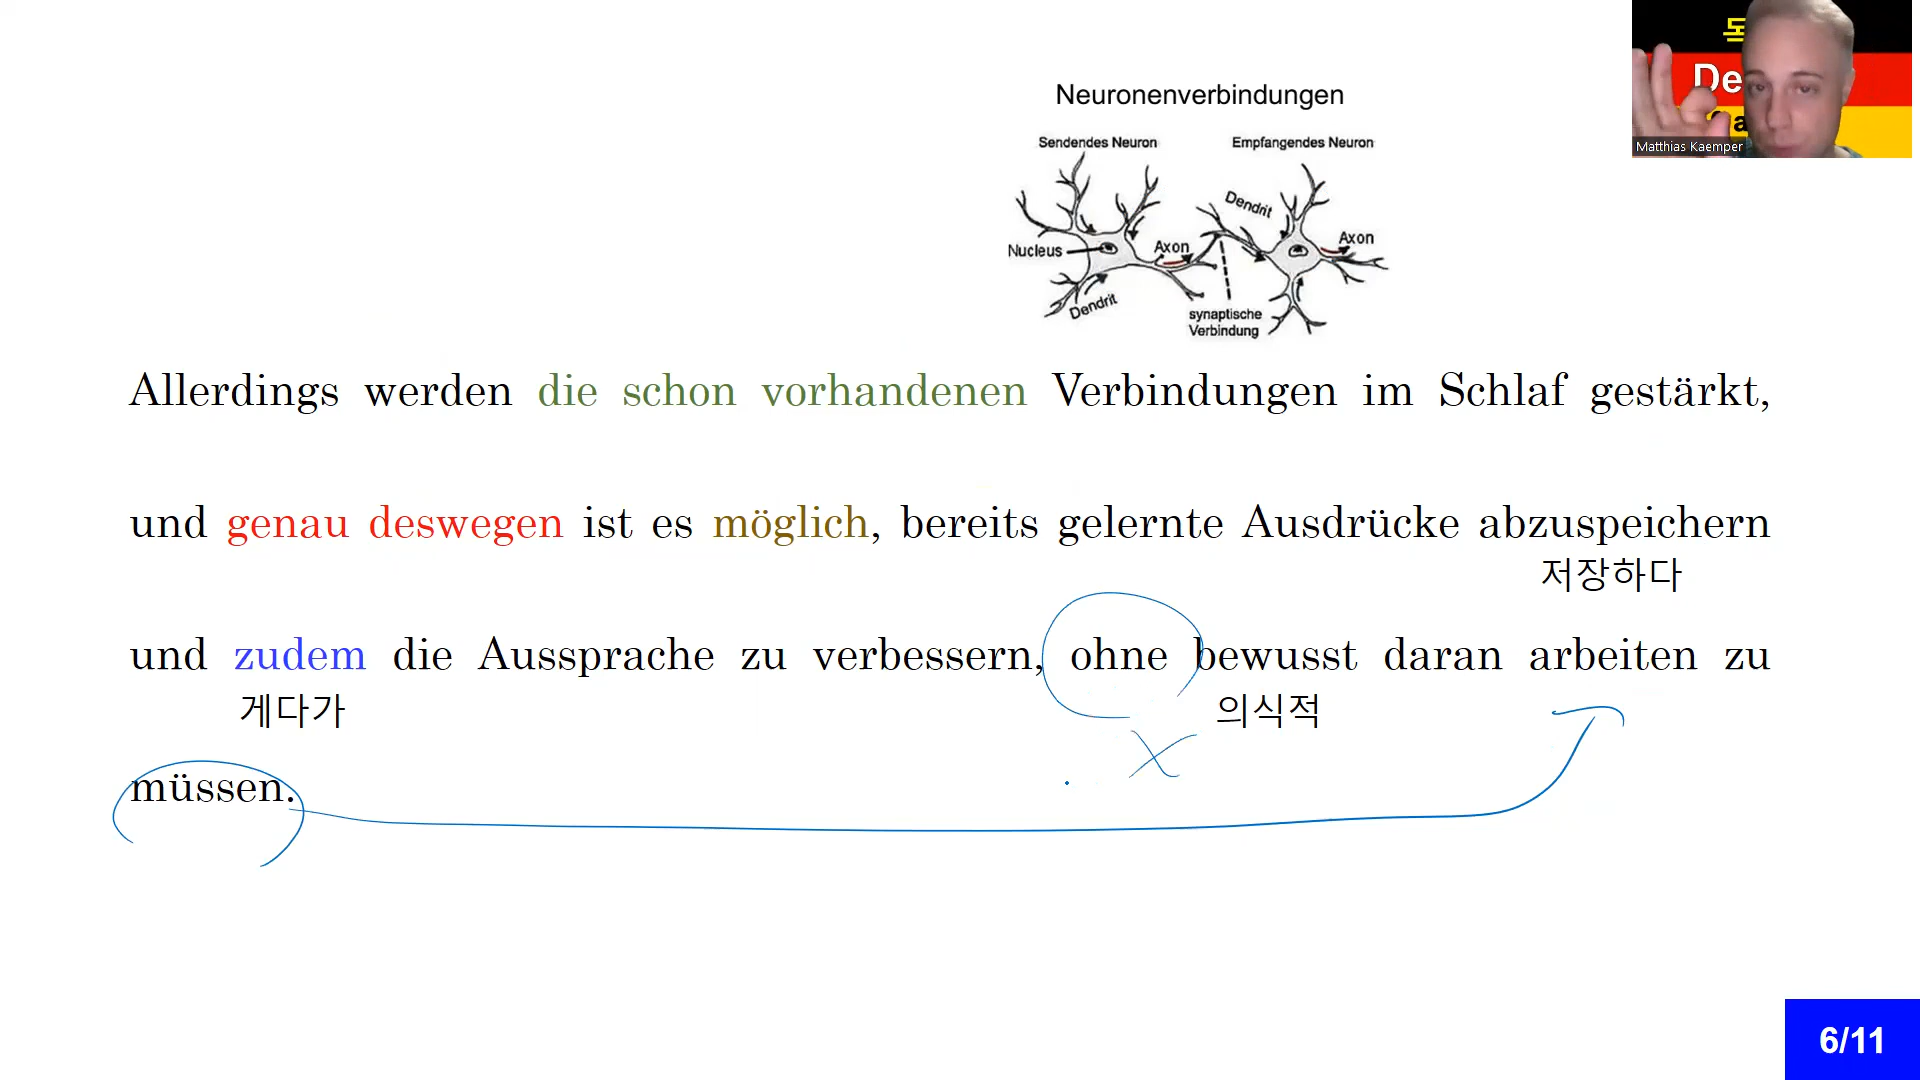 독
De
a
Matthias Kaemper
Neuronenverbindungen
Sendendes Neuron
Empfangendes Neuron
Dendrit
Nucleus
Axon
Axon
Dendrit
synaptische
Verbindung
Allerdings werden die schon vorhandenen Verbindungen im Schlaf gestärkt,
und genau deswegen ist es möglich, bereits gelernte Ausdrücke abzuspeichern
저장하다
und zudem die Aussprache zu verbessern, ohne bewusst daran arbeiten zu
게다가 의식적
müssen.
6/11